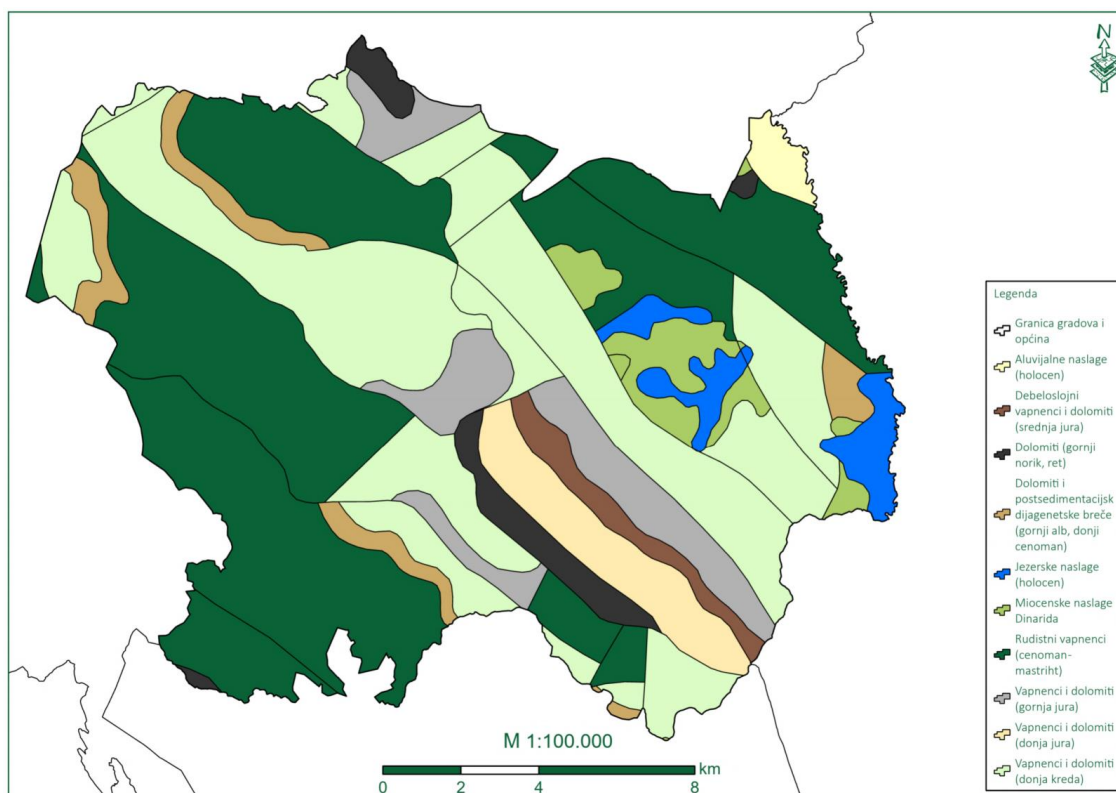 N
Legenda
Granica gradova i
općina
Aluvijalne naslage
(holocen)
Debeloslojni
vapnenci i dolomiti
(srednja jura)
Dolomiti (gornji
norik, ret)
Dolomiti i
postsedimentacijsk
dijagenetske breče
(gornji alb, donji
cenoman)
Jezerske naslage
(holocen)
Miocenske naslage
Dinarida
Rudistni vapnenci
(cenoman-
mastriht)
Vapnenci i dolomiti
(gornja jura)
Vapnenci i dolomiti
(donja jura)
Vapnenci i dolomiti
(donja kreda)
M 1:100.000
km
0 2 4 8